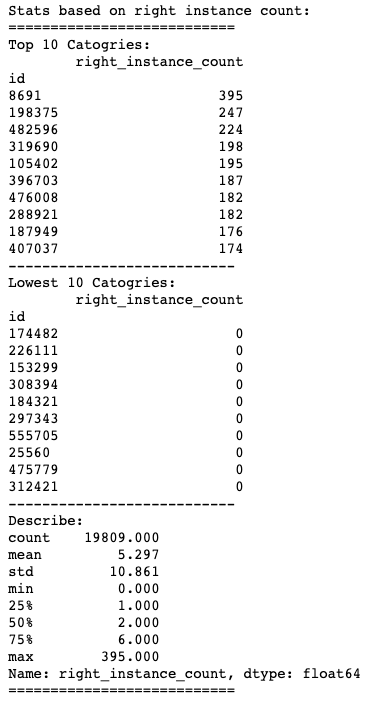 Stats based on right instance count:
===========================
Top 10 Catogries:
        right_instance_count
id
8691                     395
198375                   247
482596                   224
319690                   198
105402                   195
396703                   187
476008                   182
288921                   182
187949                   176
407037                   174
---------------------------
Lowest 10 Catogries:
        right_instance_count
id
174482                     0
226111                     0
153299                     0
308394                     0
184321                     0
297343                     0
555705                     0
25560                      0
475779                     0
312421                     0
---------------------------
Describe:
count    19809.000
mean         5.297
std         10.861
min          0.000
25%          1.000
50%          2.000
75%          6.000
max        395.000
Name: right_instance_count, dtype: float64
===========================